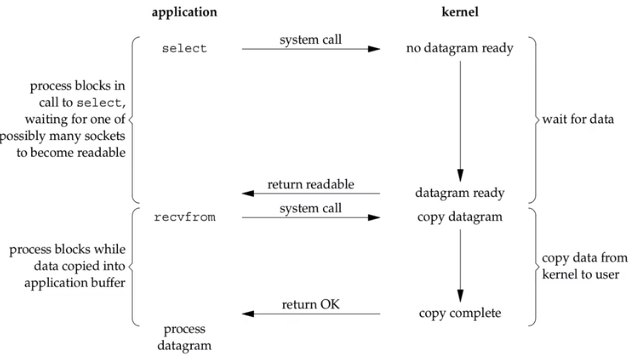 application
kernel
select
system call
no datagram ready
process blocks in
call to select,
waiting for one of
possibly many sockets
to become readable
wait for data
return readable
datagram ready
recvfrom
system call
copy datagram
process blocks while
data copied into
application buffer
copy data from
kernel to user
return OK
copy complete
process
datagram